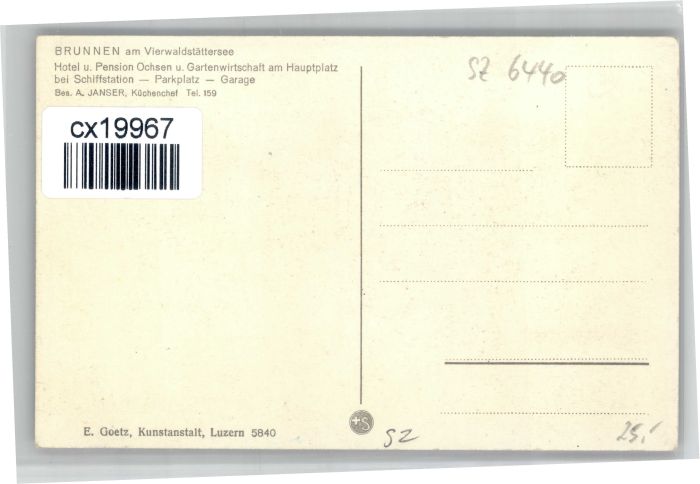 BRUNNEN am Vierwaldstättersee
Hotel u. Pension Ochsen u. Gartenwirtschaft am Hauptplatz
bei Schiffstation — Parkplatz — Garage
Bes. A. JANSER, Küchenchef Tel. 159
SZ 6440
cx19967
E. Goetz, Kunstanstalt, Luzern 5840
+S
SZ
25.-